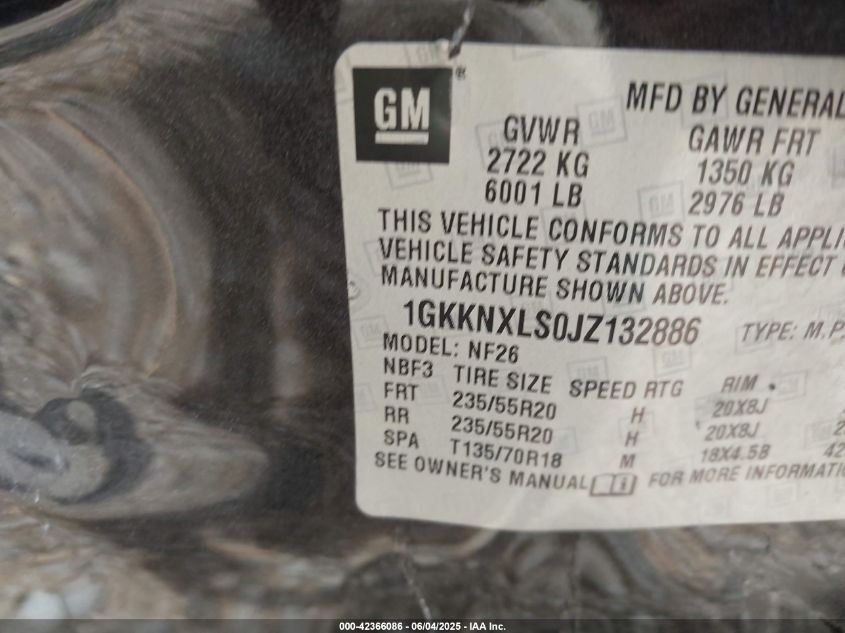 GM®
MFD BY GENERAL
GVWR GAWR FRT
2722 KG 1350 KG
6001 LB 2976 LB
THIS VEHICLE CONFORMS TO ALL
VEHICLE SAFETY STANDARDS IN EFFECT
MANUFACTURE SHOWN ABOVE.
1GKKNXLS0JZ132886 TYPE: M.P.
MODEL: NF26
NBF3 TIRE SIZE SPEED RTG RIM
FRT 235/55R20 H 20X8J
RR 235/55R20 H 20X8J
SPA T135/70R18 M 18X4.5B 42
SEE OWNER'S MANUAL FOR MORE
000-42366086 - 06/04/2025 - IAA Inc.